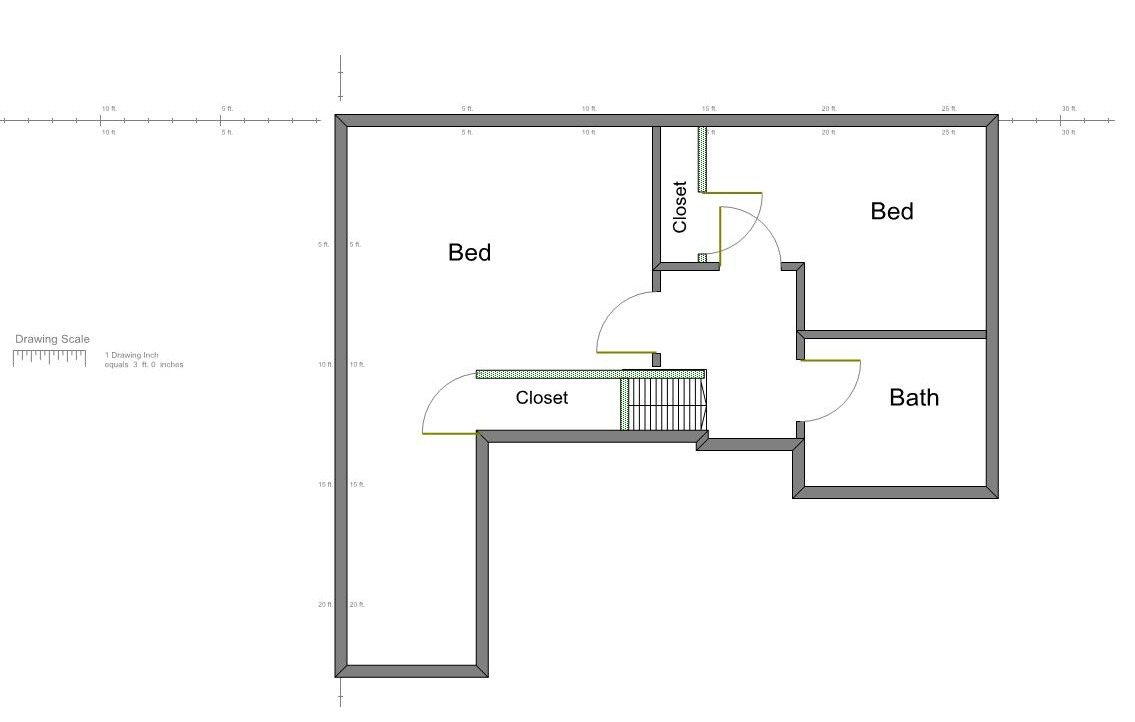 10 ft.
5 ft.
5 ft.
10 ft.
15 ft.
20 ft.
25 ft.
30 ft.
10 ft.
5 ft.
5 ft.
10 ft.
ft.
20 ft.
25 ft.
30 ft.
Closet
Bed
5 ft.
5 ft.
Bed
Drawing Scale
1 Drawing Inch
equals 3 ft. 0 inches
10 ft.
10 ft.
Closet
Bath
15 ft.
15 ft.
20 ft.
20 ft.